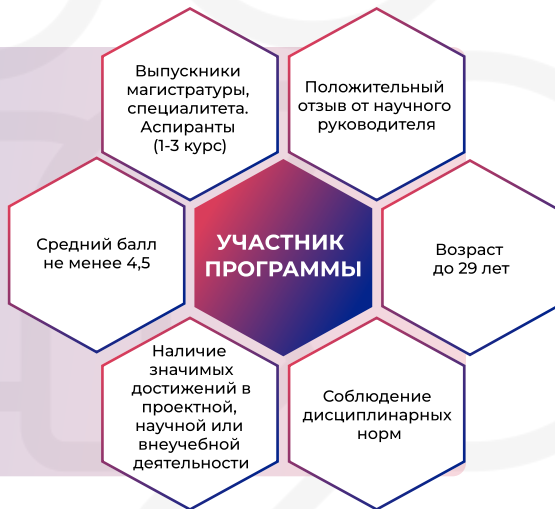 Выпускники
магистратуры,
специалитета.
Аспиранты
(1-3 курс)
Положительный
отзыв от научного
руководителя
Средний балл
не менее 4,5
УЧАСТНИК
ПРОГРАММЫ
Возраст
до 29 лет
Наличие
значимых
достижений в
проектной,
научной или
внеучебной
деятельности
Соблюдение
дисциплинарных
норм